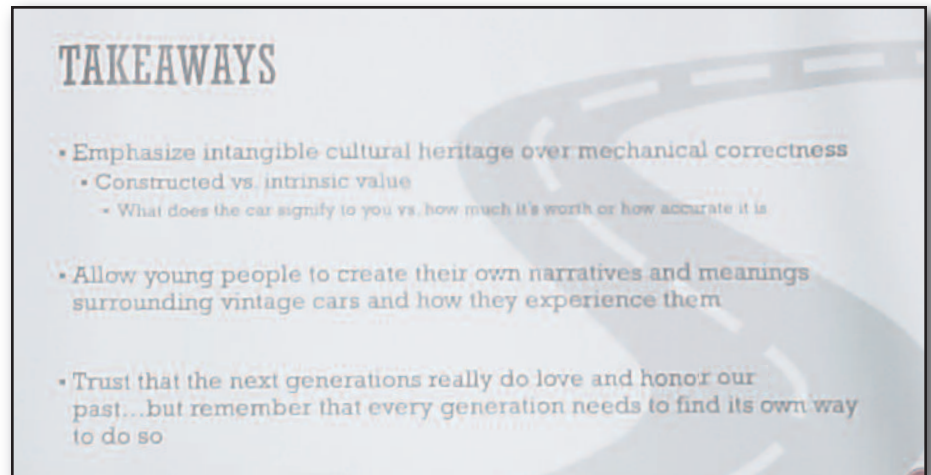 TAKEAWAYS
▪ Emphasize intangible cultural heritage over mechanical correctness
▪ Constructed vs. intrinsic value
▪ What does the car signify to you vs. how much it's worth or how accurate it is
▪ Allow young people to create their own narratives and meanings
surrounding vintage cars and how they experience them
▪ Trust that the next generations really do love and honor our
past...but remember that every generation needs to find its own way
to do so